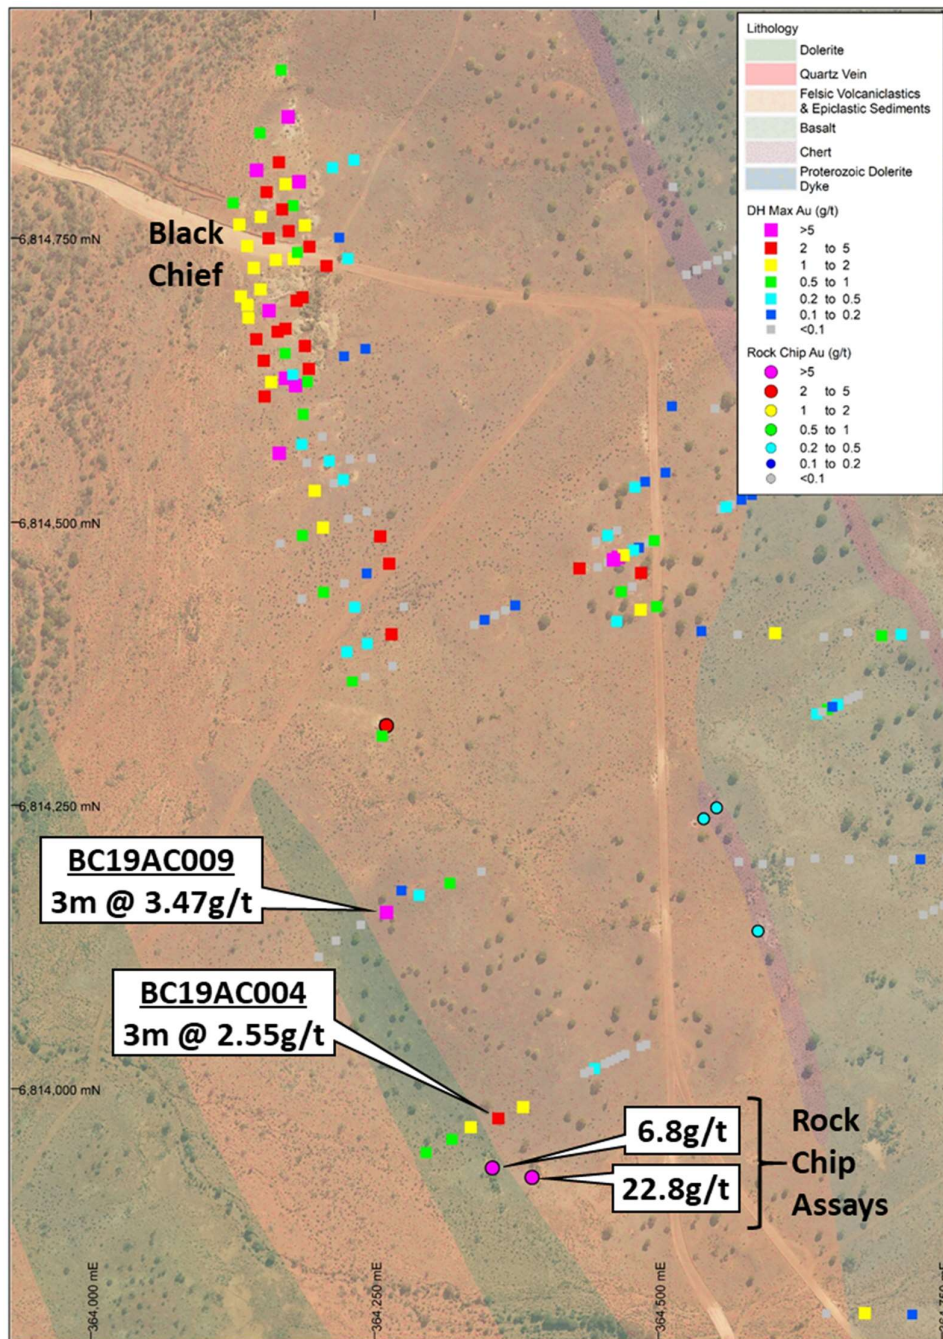 Lithology
Dolerite
Quartz Vein
Felsic Volcaniclastics
& Epiclastic Sediments
Basalt
Chert
Proterozoic Dolerite
Dyke
DH Max Au (g/t)
>5
2 to 5
1 to 2
0.5 to 1
0.2 to 0.5
0.1 to 0.2
<0.1
Rock Chip Au (g/t)
>5
2 to 5
1 to 2
0.5 to 1
0.2 to 0.5
0.1 to 0.2
<0.1
6,814,750 mN
Black
Chief
6,814,500 mN
6,814,250 mN
BC19AC009
3m @ 3.47g/t
BC19AC004
3m @ 2.55g/t
6,814,000 mN
6.8g/t
22.8g/t
Rock
Chip
Assays
364,000 mE
364,250 mE
364,500 mE